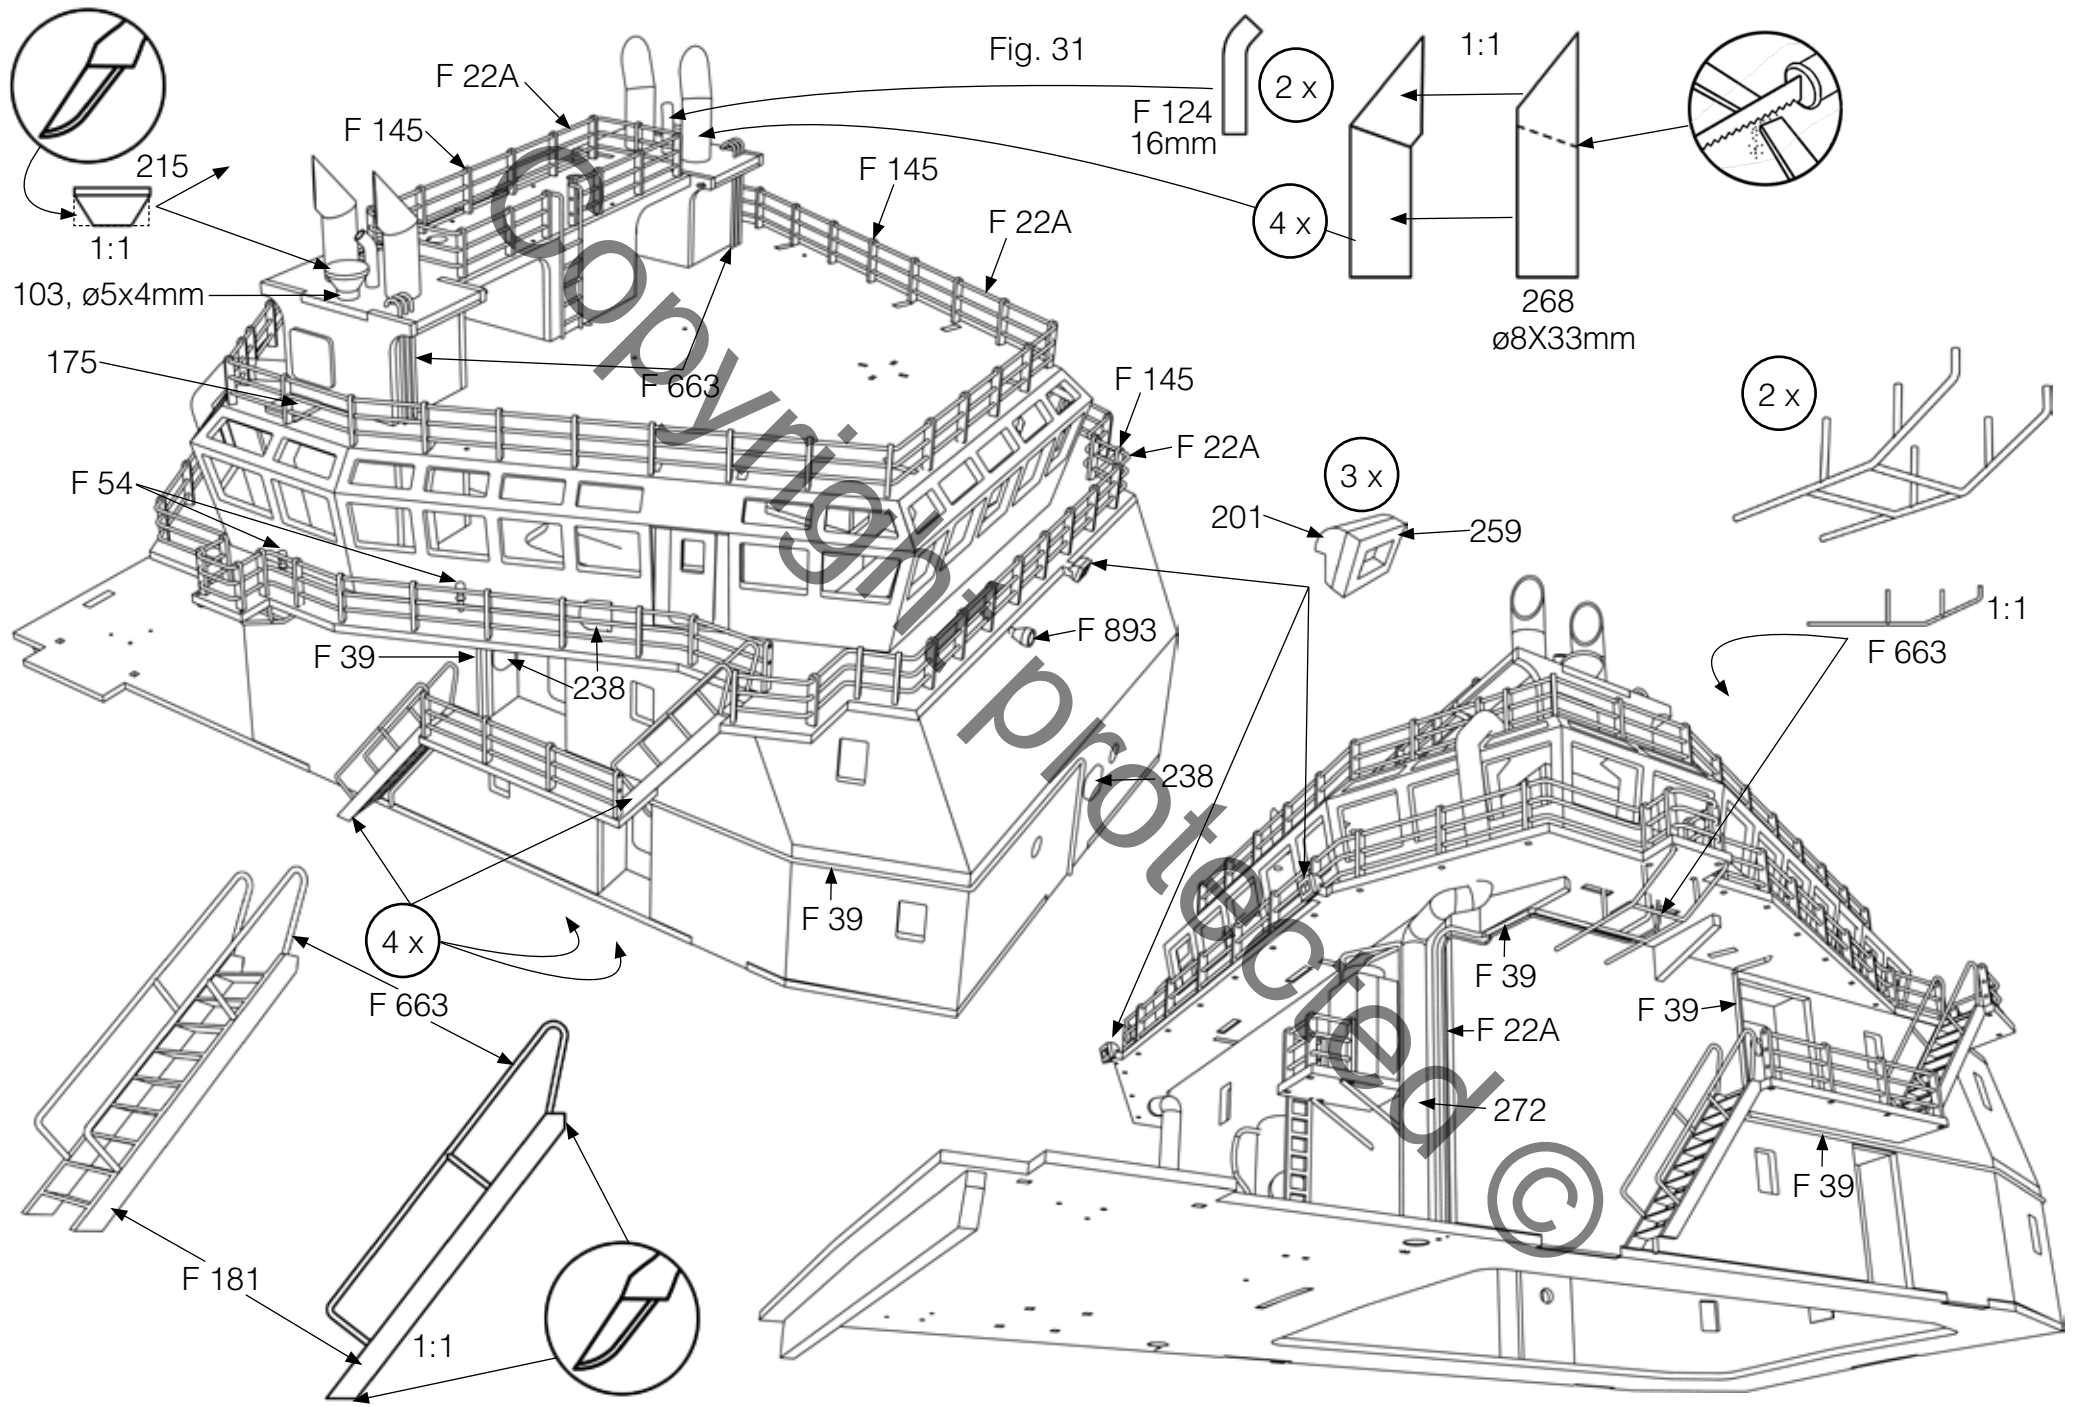 Fig. 31
F 22A
F 145
215
1:1
103, ø5x4mm
175
F 54
F 663
F 145
F 22A
F 124
16mm
2 x
4 x
1:1
268
ø8X33mm
F 145
F 22A
3 x
201
259
2 x
1:1
F 663
F 39
238
F 893
238
F 39
4 x
F 663
F 181
1:1
F 39
F 39
F 22A
272
F 39
Copyright protected ©